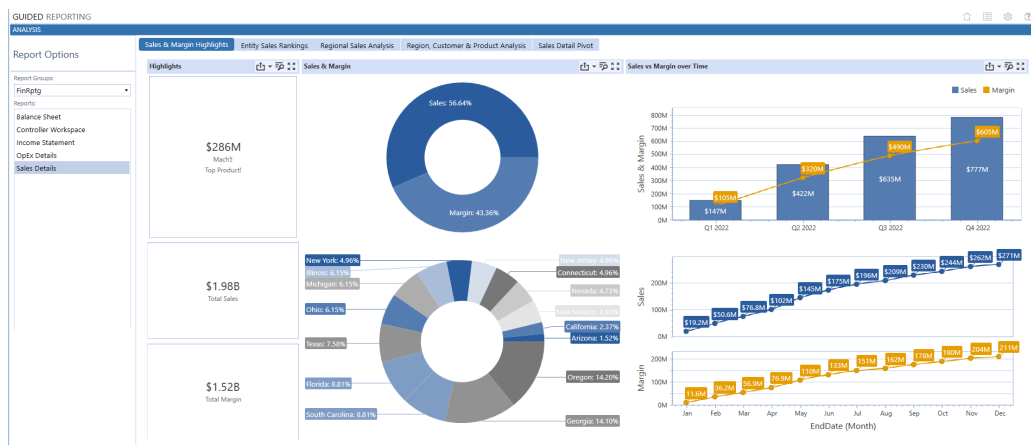 GUIDED REPORTING
ANALYSIS
Report Options
Report Groups:
FinRptg
Reports:
Balance Sheet
Controller Workspace
Income Statement
OpEx Details
Sales Details
Sales & Margin Highlights
Entity Sales Rankings
Regional Sales Analysis
Region, Customer & Product Analysis
Sales Detail Pivot
Highlights
$286M
Mach5
Top Product!
$1.98B
Total Sales
$1.52B
Total Margin
Sales & Margin
Sales: 56.64%
Margin: 43.36%
New York: 4.96%
Illinois: 6.15%
Michigan: 6.15%
Ohio: 6.15%
Texas: 7.58%
Florida: 8.81%
South Carolina: 8.81%
New Jersey: 4.96%
Connecticut: 4.96%
Nevada: 4.73%
New Mexico: 4.55%
California: 2.37%
Arizona: 1.52%
Oregon: 14.20%
Georgia: 14.10%
Sales vs Margin over Time
Sales
Margin
Sales & Margin
800M
700M
600M
500M
400M
300M
200M
100M
0M
$105M
$320M
$490M
$605M
$147M
$422M
$635M
$777M
Q1 2022
Q2 2022
Q3 2022
Q4 2022
Sales
200M
100M
0M
$19.2M
$50.6M
$76.8M
$102M
$145M
$175M
$196M
$209M
$230M
$244M
$262M
$271M
Margin
200M
100M
0M
11.6M
36.2M
56.9M
76.9M
110M
133M
151M
162M
178M
190M
204M
211M
Jan
Feb
Mar
Apr
May
Jun
Jul
Aug
Sep
Oct
Nov
Dec
EndDate (Month)